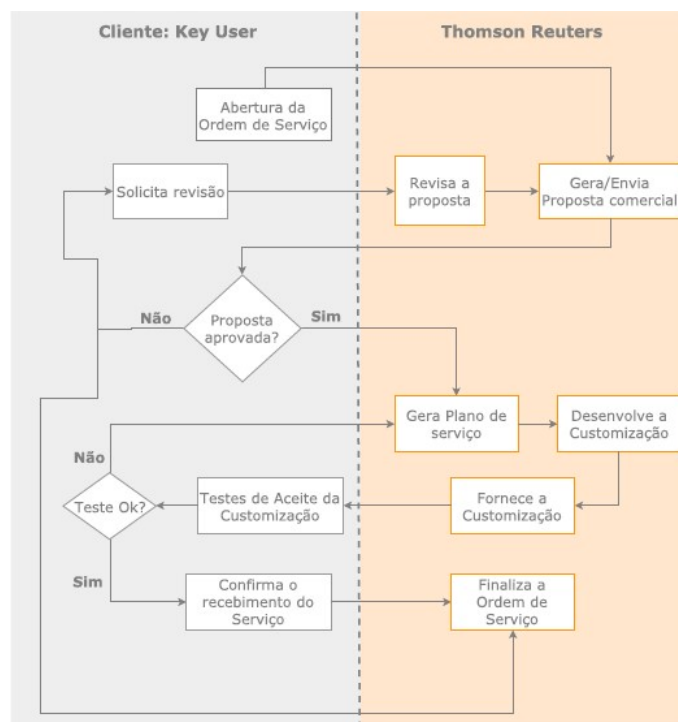 Cliente: Key User
Thomson Reuters
Abertura da
Ordem de Serviço
Solicita revisão
Revisa a
proposta
Gera/Envia
Proposta comercial
Não
Proposta
aprovada?
Sim
Gera Plano de
serviço
Desenvolve a
Customização
Não
Teste Ok?
Testes de Aceite da
Customização
Fornece a
Customização
Sim
Confirma o
recebimento do
Serviço
Finaliza a
Ordem de
Serviço